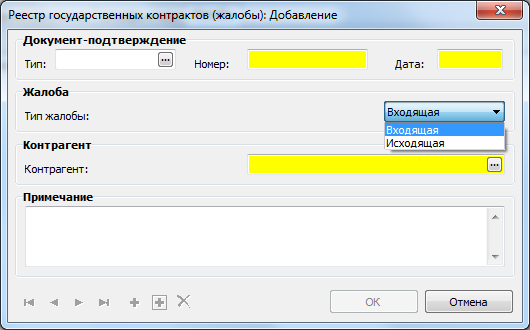 Реестр государственных контрактов (жалобы): Добавление
Документ-подтверждение
Тип: ... Номер: Дата:
Жалоба
Тип жалобы: Входящая
Входящая
Исходящая
Контрагент
Контрагент: ...
Примечание
ОК Отмена